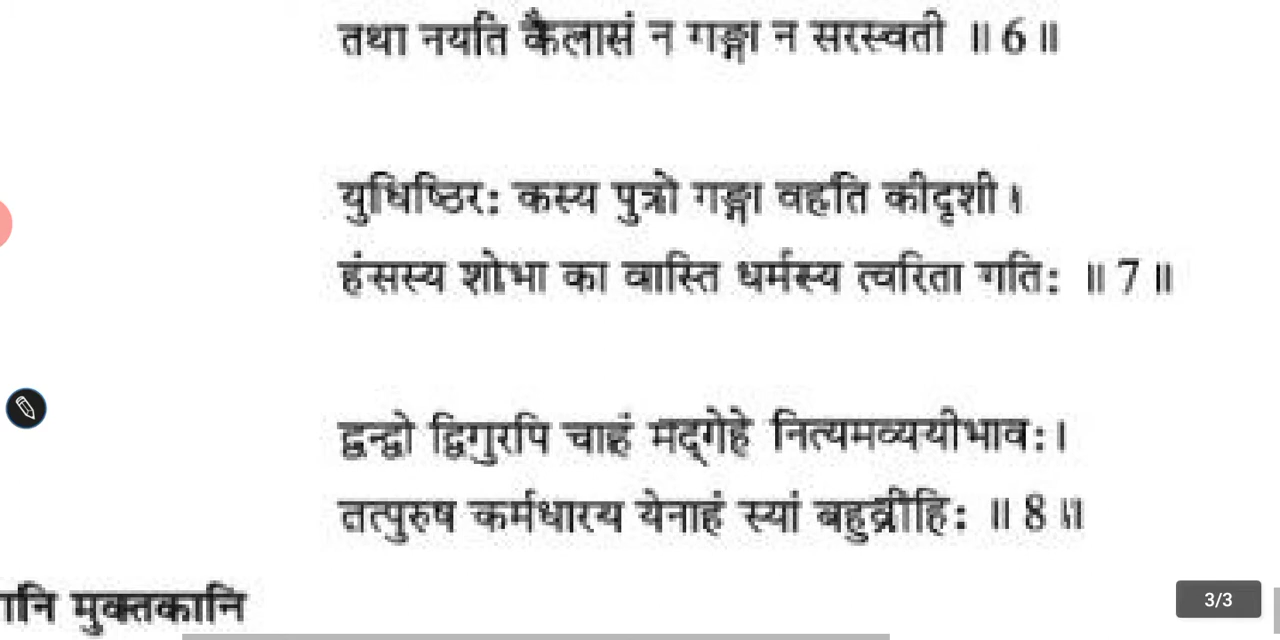 तथा नयति कैलासं न गङ्गा न सरस्वती ॥ 6 ॥
युधिष्ठिरः कस्य पुत्रो गङ्गा वहति कीदृशी ।
हंसस्य शोभा का वास्ति धर्मस्य त्वरिता गतिः ॥ 7 ॥
द्वन्द्वो द्विगुरपि चाहं मद्गेहे नित्यमव्ययीभावः ।
तत्पुरुष कर्मधारय येनाहं स्यां बहुव्रीहिः ॥ 8 ॥
मुक्तकानि
3/3